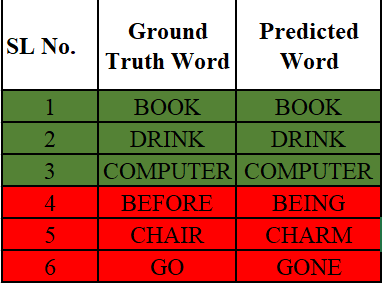 SL No. Ground Truth Word Predicted Word
1 BOOK BOOK
2 DRINK DRINK
3 COMPUTER COMPUTER
4 BEFORE BEING
5 CHAIR CHARM
6 GO GONE